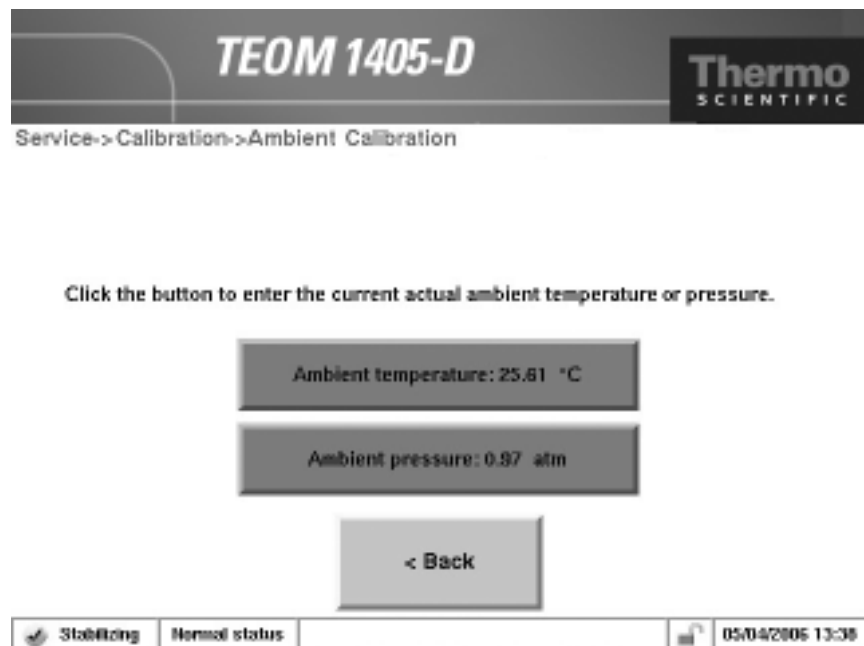 TEOM 1405-D
Thermo
SCIENTIFIC
Service->Calibration->Ambient Calibration
Click the button to enter the current actual ambient temperature or pressure.
Ambient temperature: 25.61 °C
Ambient pressure: 0.97 atm
< Back
Stabilizing
Normal status
05/04/2006 13:38